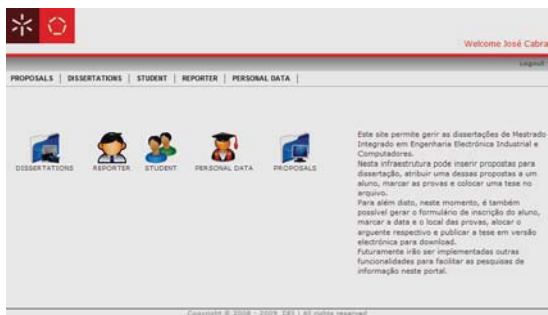 Welcome José Cabra
Logout
PROPOSALS | DISSERTATIONS | STUDENT | REPORTER | PERSONAL DATA |
DISSERTATIONS REPORTER STUDENT PERSONAL DATA PROPOSALS
Este site permite gerir as dissertações de Mestrado
Integrado em Engenharia Electrónica Industrial e
Computadores.
Nesta infraestrutura pode inserir propostas para
dissertação, atribuir uma dessas propostas a um
aluno, marcar as provas e colocar uma tese no
arquivo.
Para além disto, neste momento, é também
possível gerar o formulário de inscrição do aluno,
marcar a data e o local das provas, alocar o
arguente respectivo e publicar a tese em versão
electrónica para download.
Futuramente irão ser implementadas outras
funcionalidades para facilitar as pesquisas de
informação neste portal.
Copyright © 2008 - 2009 DEI | All rights reserved